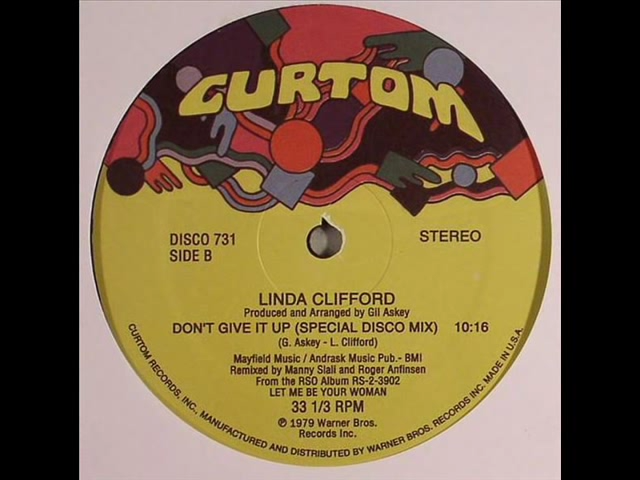 CURTOM
DISCO 731
SIDE B
STEREO
LINDA CLIFFORD
Produced and Arranged by Gil Askey
DON'T GIVE IT UP (SPECIAL DISCO MIX) 10:16
(G. Askey - L. Clifford)
Mayfield Music / Andrask Music Pub.- BMI
Remixed by Manny Slali and Roger Anfinsen
From the RSO Album RS-2-3902
LET ME BE YOUR WOMAN
33 1/3 RPM
℗ 1979 Warner Bros.
Records Inc.
CURTOM RECORDS, INC., MANUFACTURED AND DISTRIBUTED BY WARNER BROS. RECORDS INC. MADE IN U.S.A.